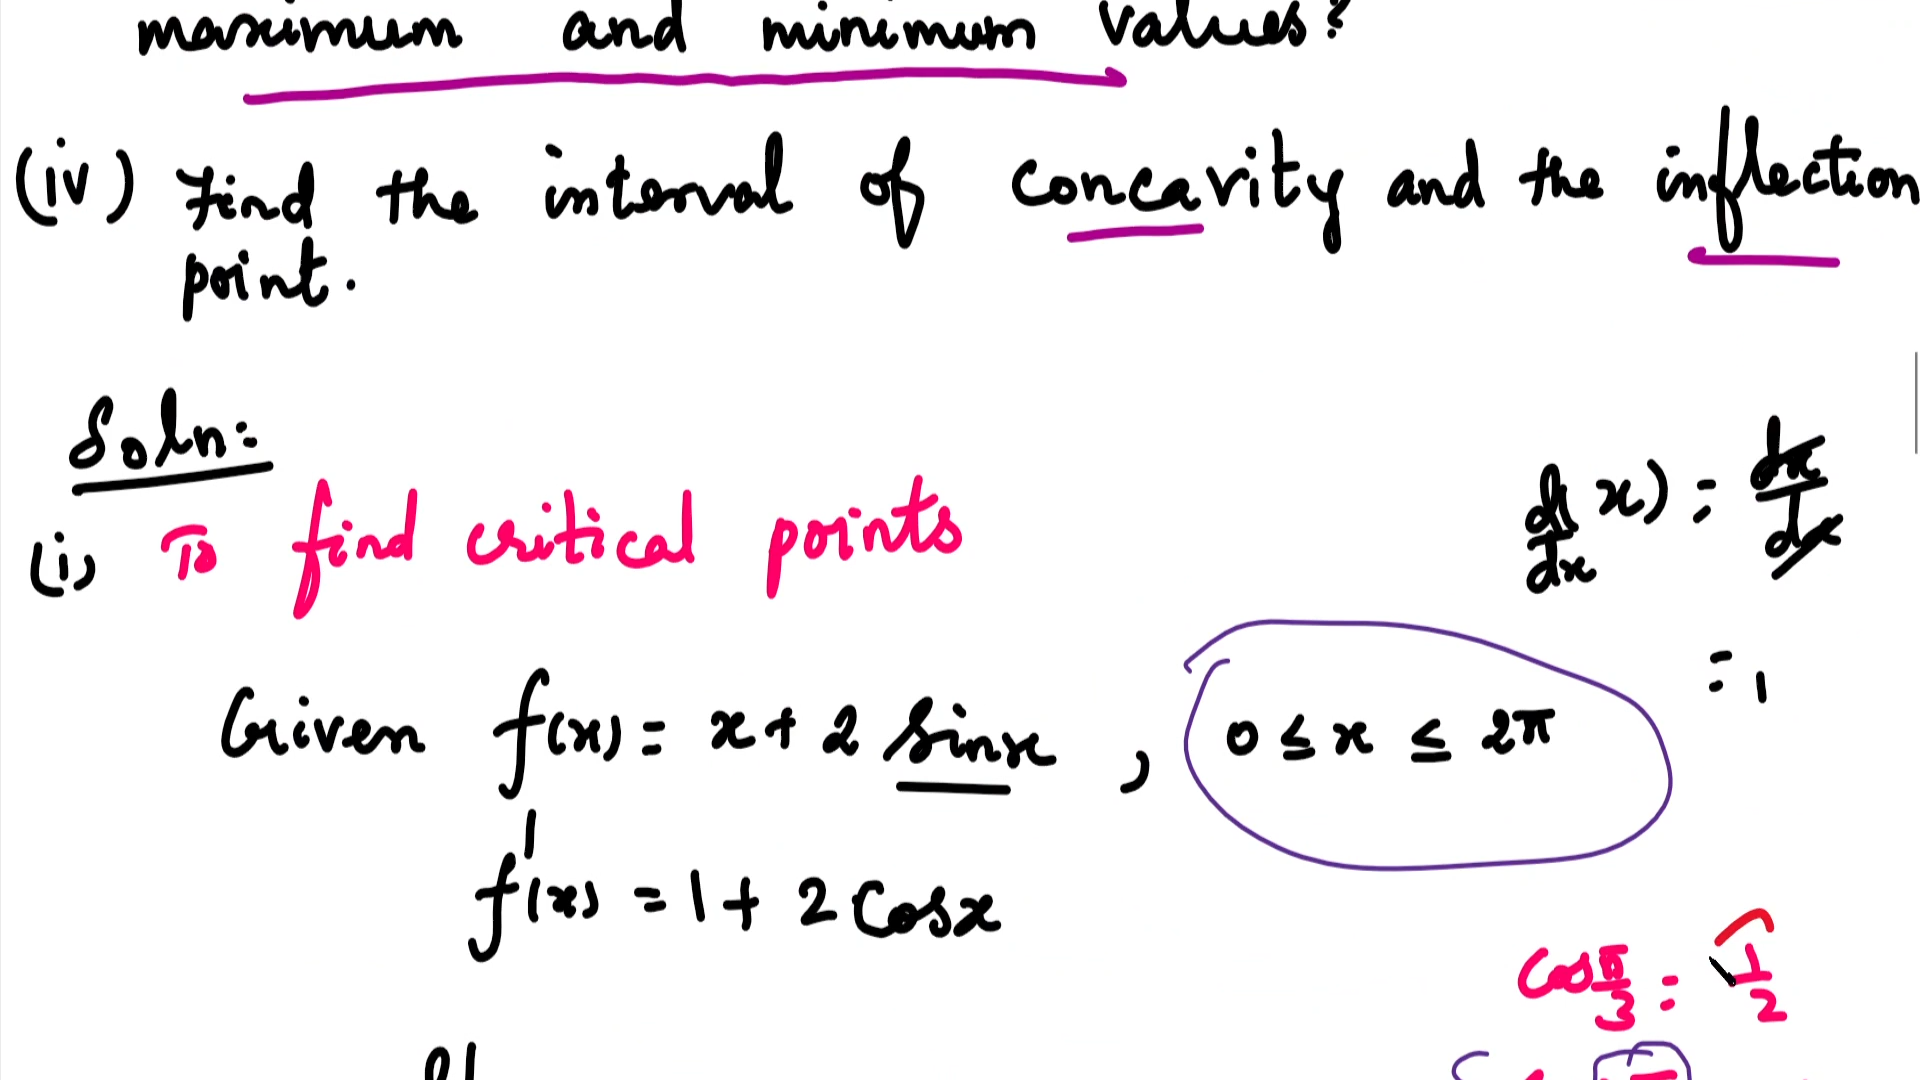 maximum and minimum values?
(iv) Find the interval of concavity and the inflection
point.
Soln:
(i) To find critical points
d/dx (x) = dx/dx
= 1
Given f(x) = x + 2 Sinx , 0 ≤ x ≤ 2π
f'(x) = 1 + 2 Cosx
Cos π/3 = 1/2